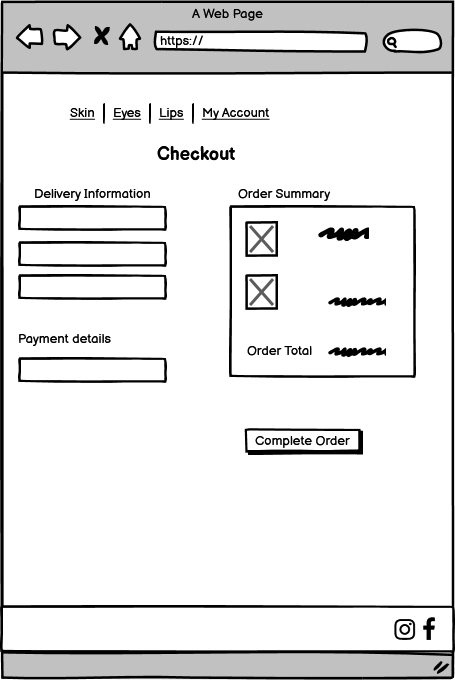 A Web Page
https://
Skin Eyes Lips My Account
Checkout
Delivery Information
Order Summary
Payment details
Order Total
Complete Order